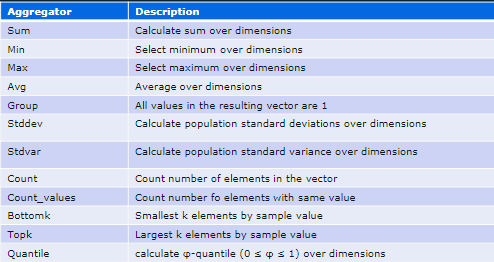 Aggregator Description
Sum Calculate sum over dimensions
Min Select minimum over dimensions
Max Select maximum over dimensions
Avg Average over dimensions
Group All values in the resulting vector are 1
Stddev Calculate population standard deviations over dimensions
Stdvar Calculate population standard variance over dimensions
Count Count number of elements in the vector
Count_values Count number fo elements with same value
Bottomk Smallest k elements by sample value
Topk Largest k elements by sample value
Quantile calculate φ-quantile (0 ≤ φ ≤ 1) over dimensions